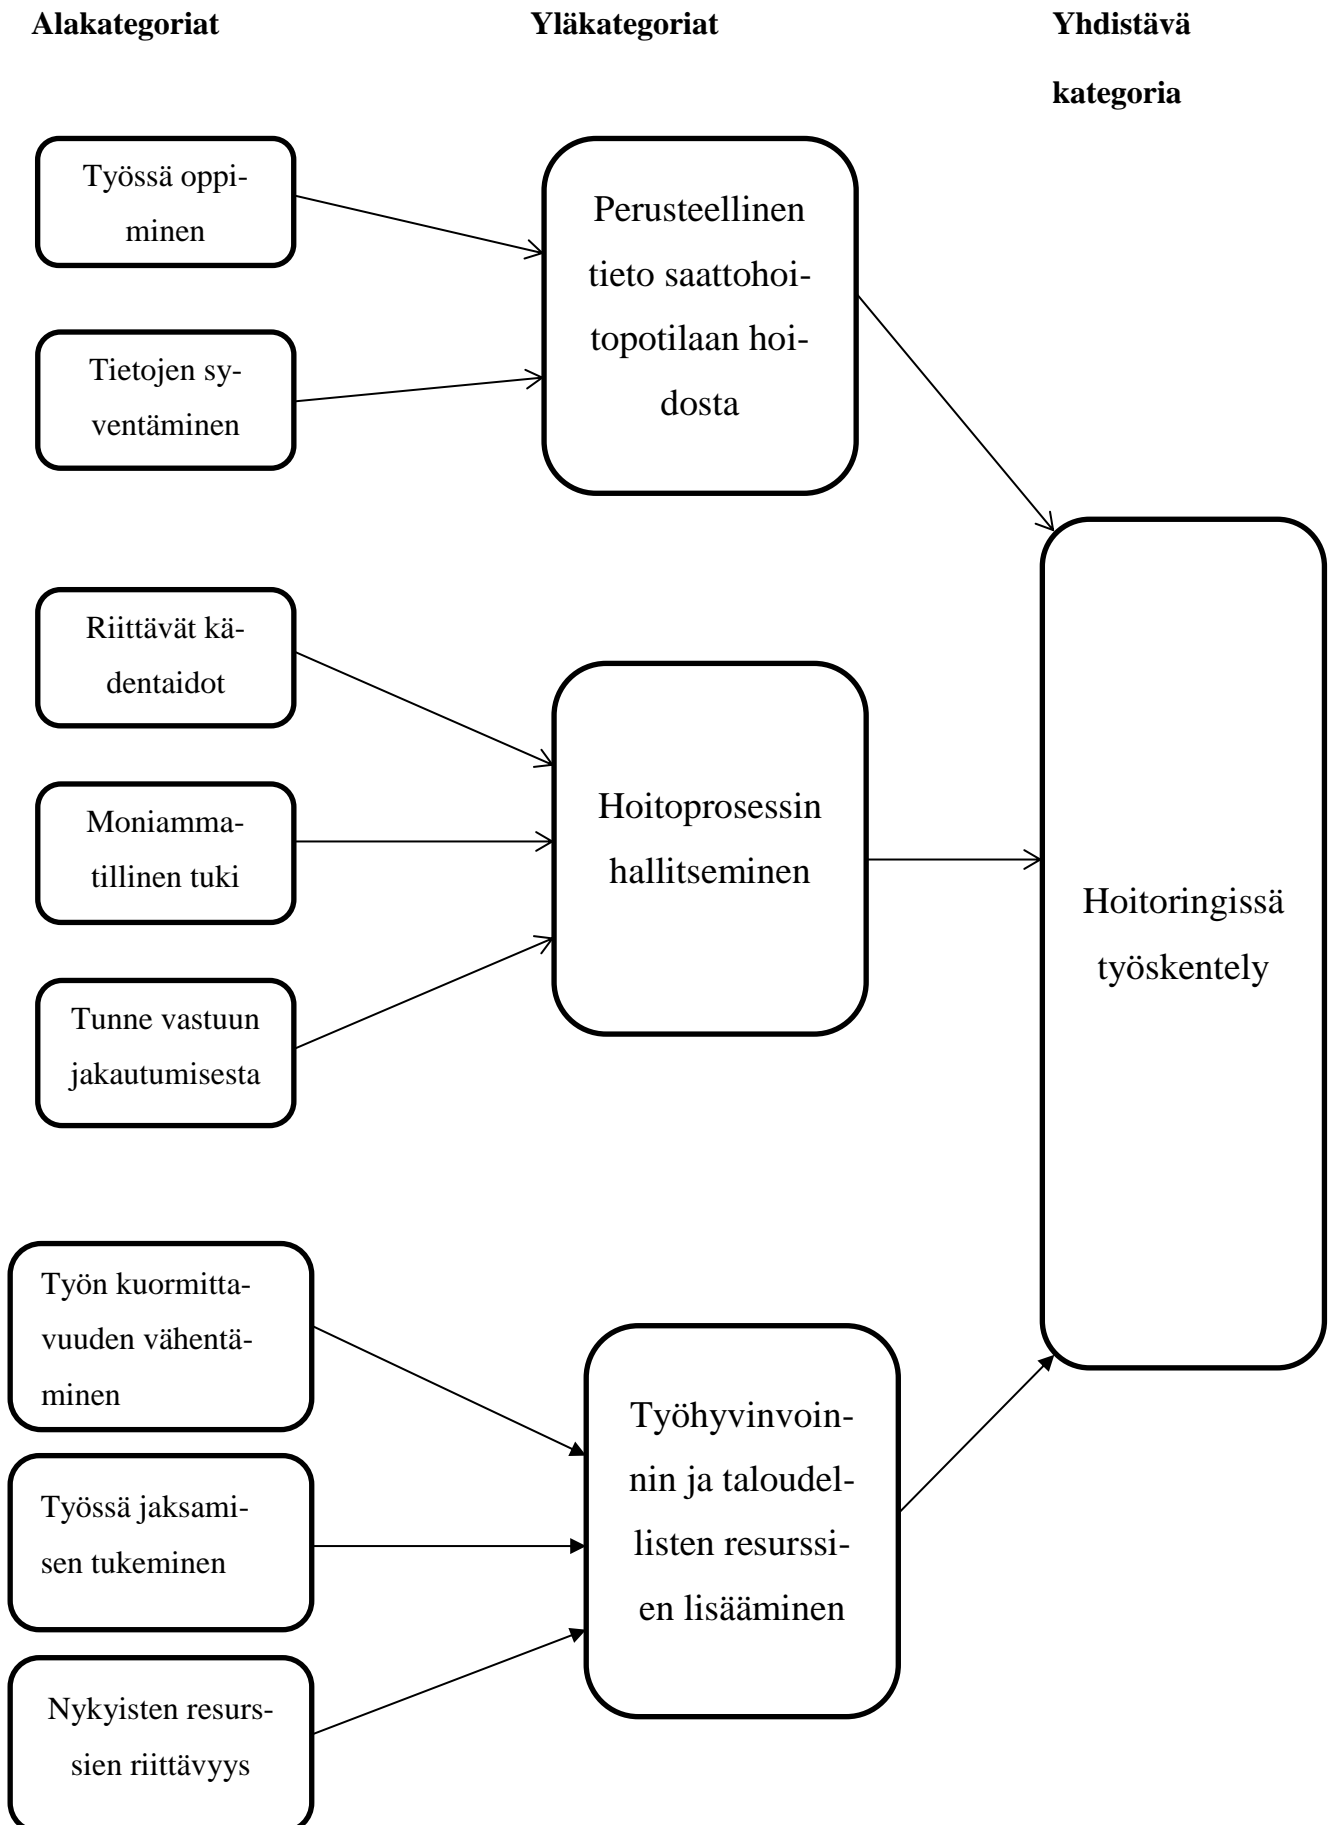 Alakategoriat
Yläkategoriat
Yhdistävä
kategoria
Työssä oppi-
minen
Tietojen sy-
ventäminen
Perusteellinen
tieto saattohoi-
topotilaan hoi-
dosta
Riittävät kä-
dentaidot
Moniamma-
tillinen tuki
Tunne vastuun
jakautumisesta
Hoitoprosessin
hallitseminen
Hoitoringissä
työskentely
Työn kuormitta-
vuuden vähentä-
minen
Työssä jaksami-
sen tukeminen
Nykyisten resurs-
sien riittävyys
Työhyvinvoin-
nin ja taloudel-
listen resurssi-
en lisääminen